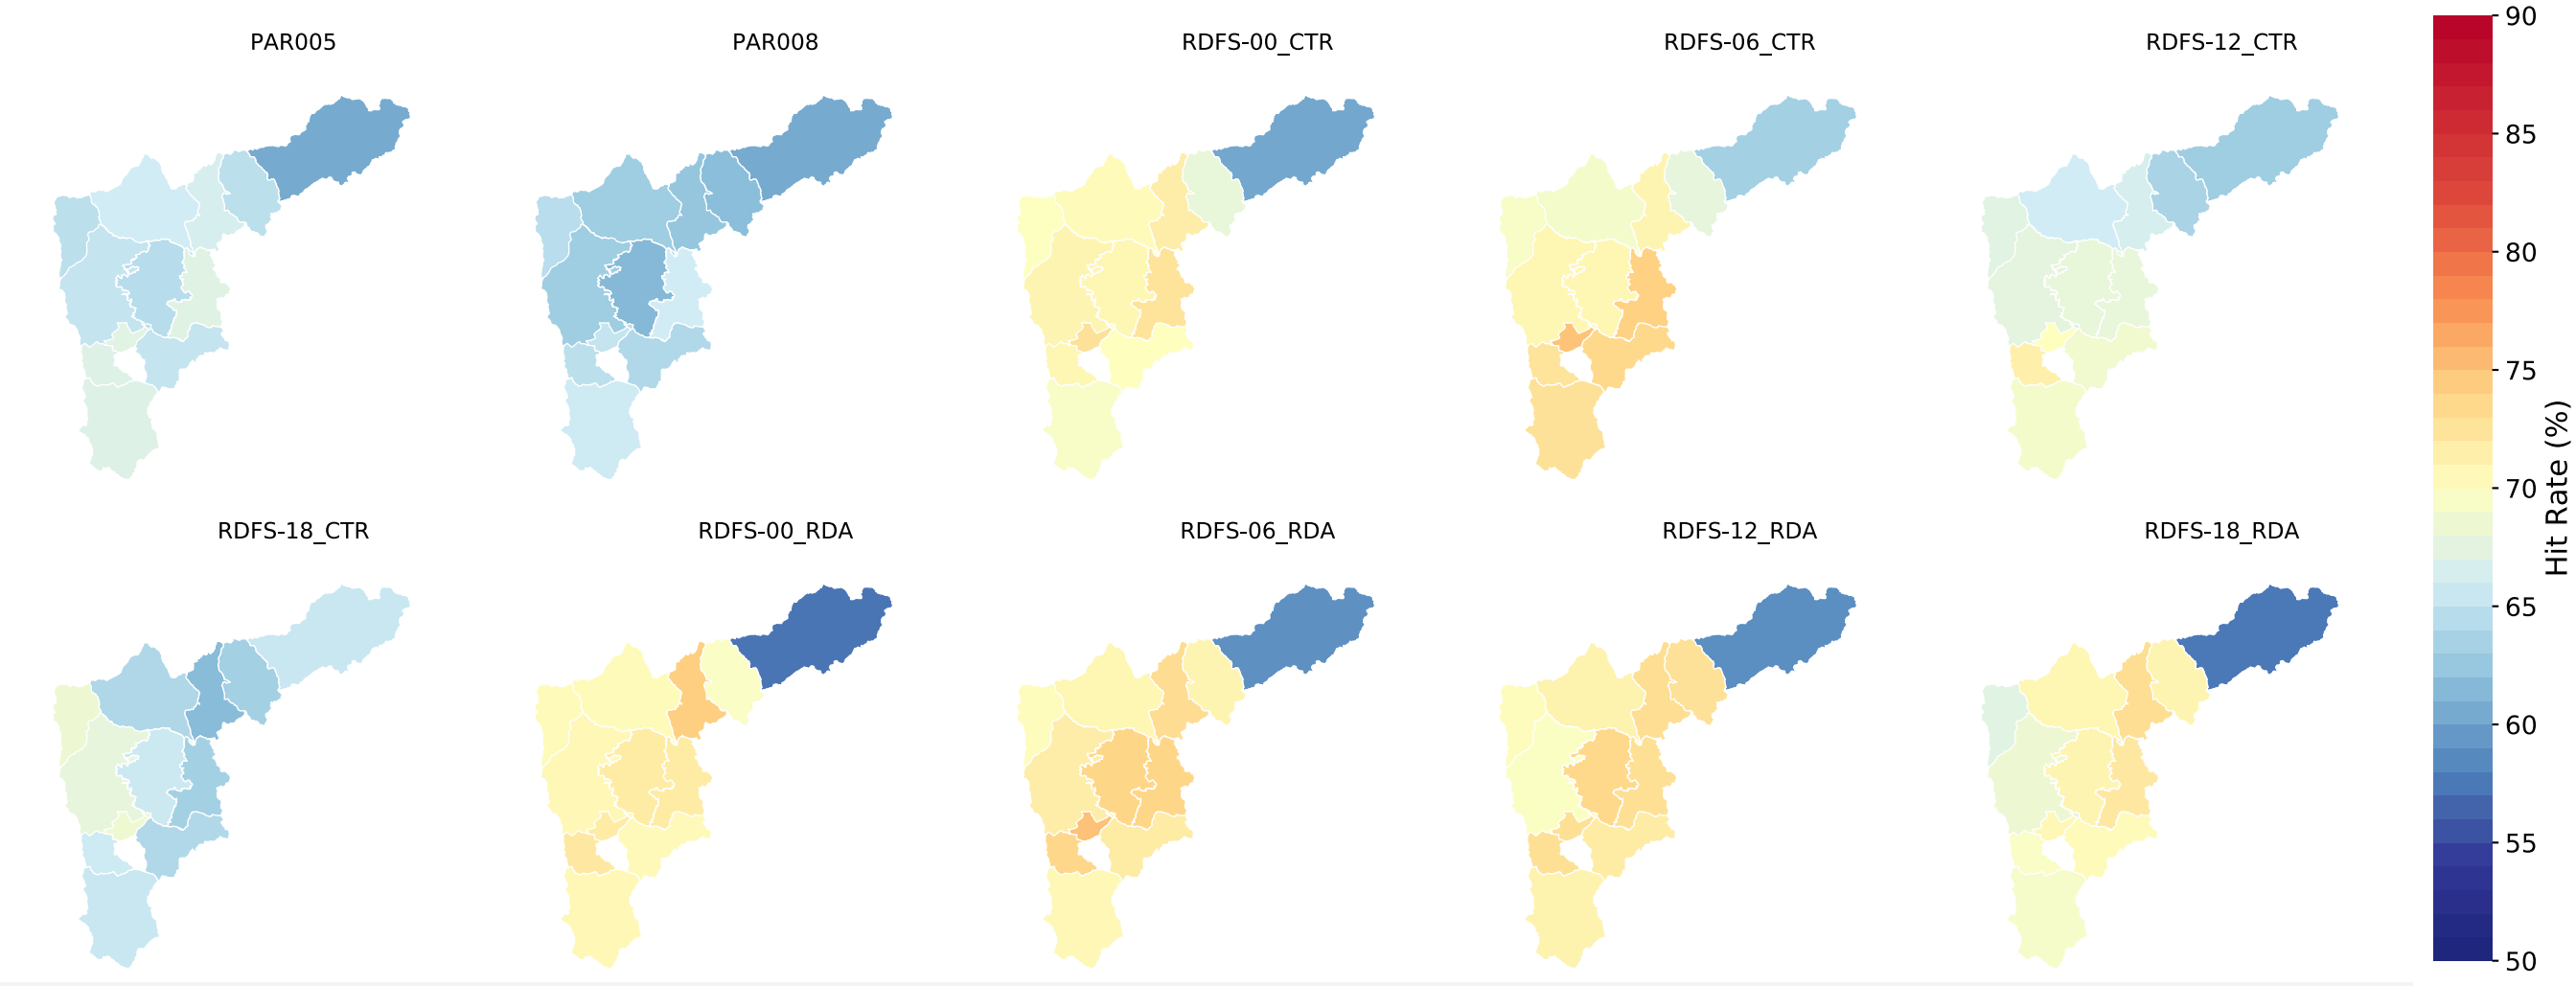 PAR005
PAR008
RDFS-00_CTR
RDFS-06_CTR
RDFS-12_CTR
RDFS-18_CTR
RDFS-00_RDA
RDFS-06_RDA
RDFS-12_RDA
RDFS-18_RDA
90
85
80
75
70
65
60
55
50
Hit Rate (%)